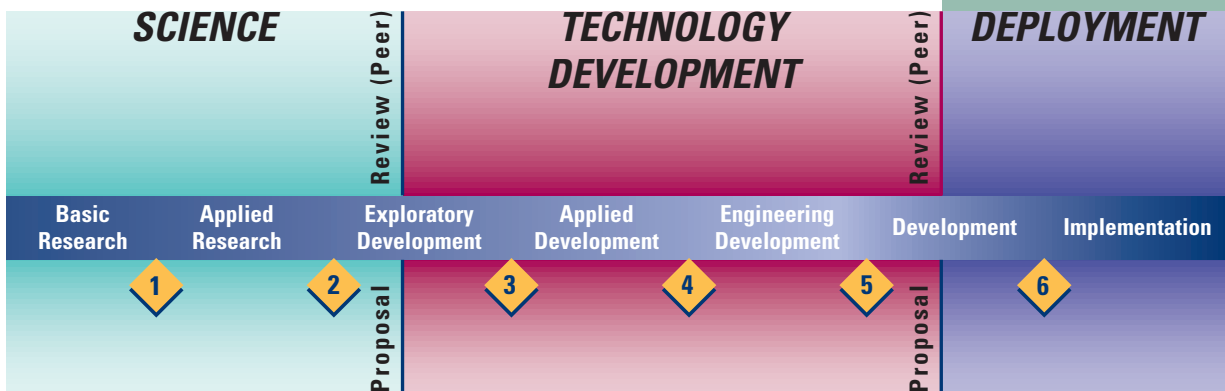 SCIENCE
TECHNOLOGY
DEVELOPMENT
DEPLOYMENT
Review (Peer)
Review (Peer)
Basic
Research
Applied
Research
Exploratory
Development
Applied
Development
Engineering
Development
Development
Implementation
1
2
3
4
5
6
Proposal
Proposal